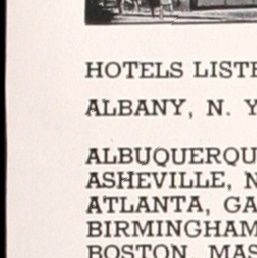 HOTELS LISTE
ALBANY, N. Y
ALBUQUERQU
ASHEVILLE, N
ATLANTA, GA
BIRMINGHAM
BOSTON, MAS